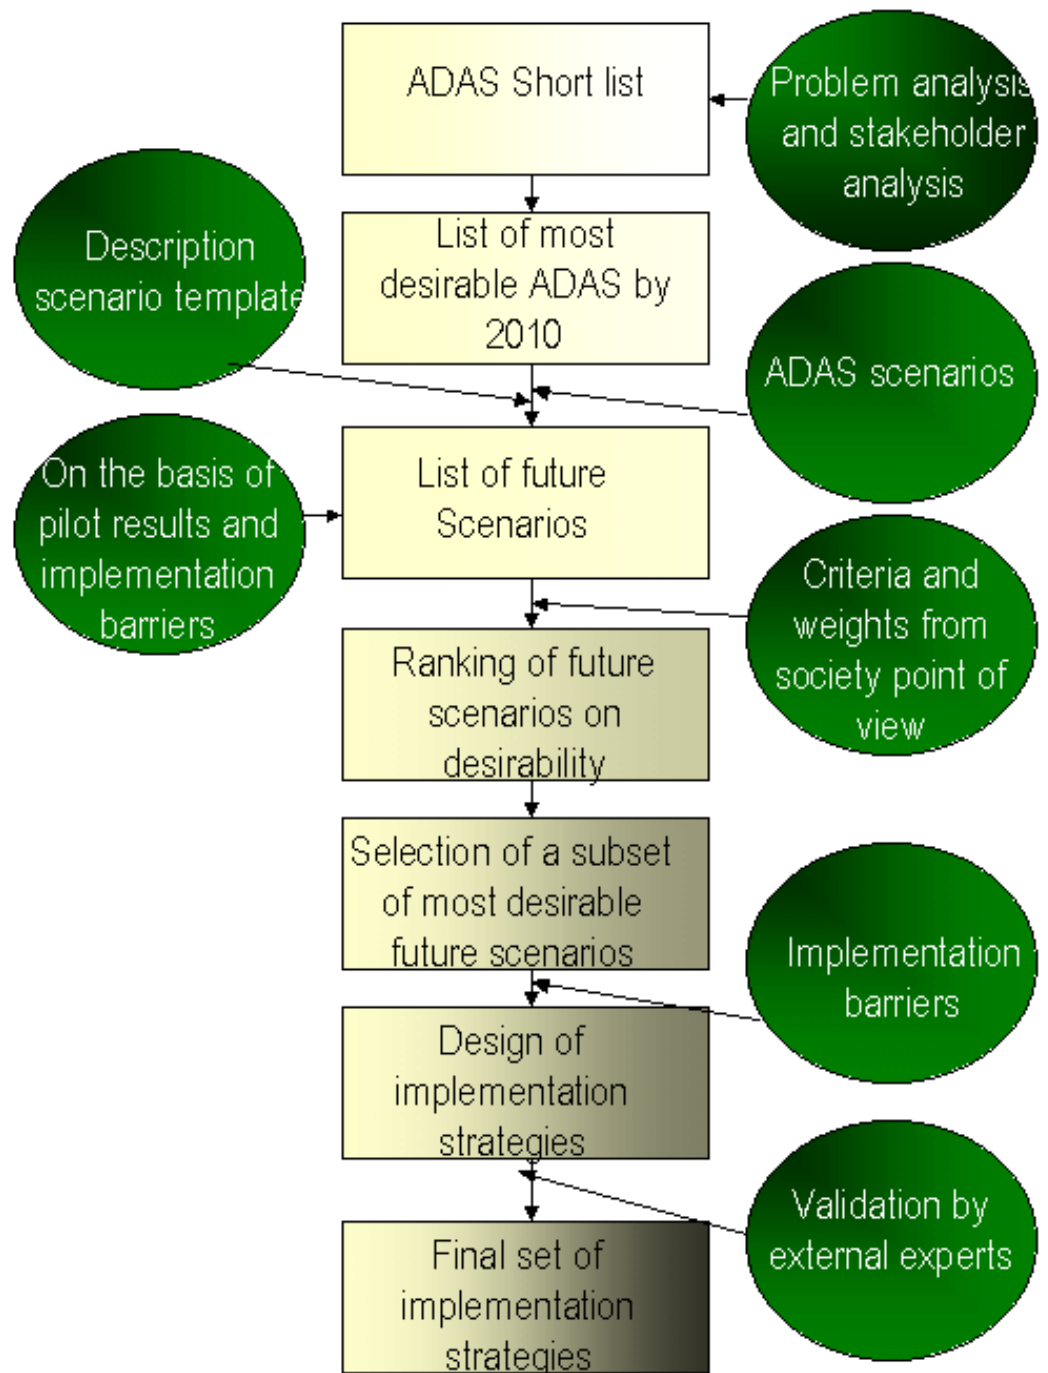 ADAS Short list
Problem analysis
and stakeholder
analysis
List of most
desirable ADAS by
2010
Description
scenario template
ADAS scenarios
List of future
Scenarios
On the basis of
pilot results and
implementation
barriers
Criteria and
weights from
society point of
view
Ranking of future
scenarios on
desirability
Selection of a subset
of most desirable
future scenarios
Implementation
barriers
Design of
implementation
strategies
Validation by
external experts
Final set of
implementation
strategies